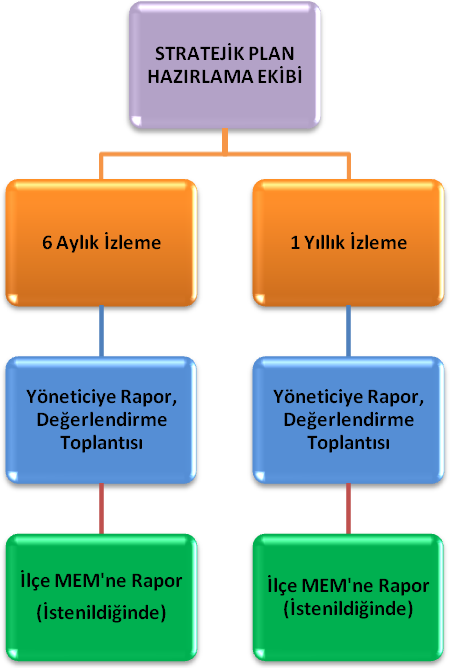 STRATEJİK PLAN
HAZIRLAMA EKİBİ
6 Aylık İzleme
1 Yıllık İzleme
Yöneticiye Rapor,
Değerlendirme
Toplantısı
Yöneticiye Rapor,
Değerlendirme
Toplantısı
İlçe MEM'ne Rapor
(İstenildiğinde)
İlçe MEM'ne Rapor
(İstenildiğinde)